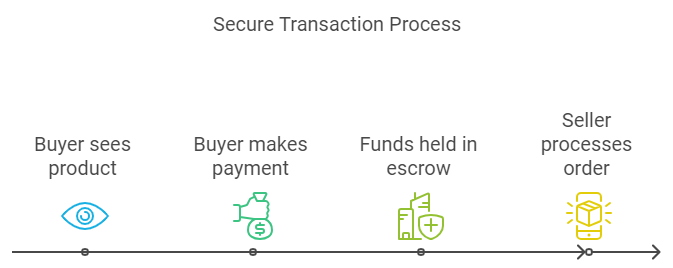 Secure Transaction Process
Buyer sees
product
Buyer makes
payment
Funds held in
escrow
Seller
processes
order
$